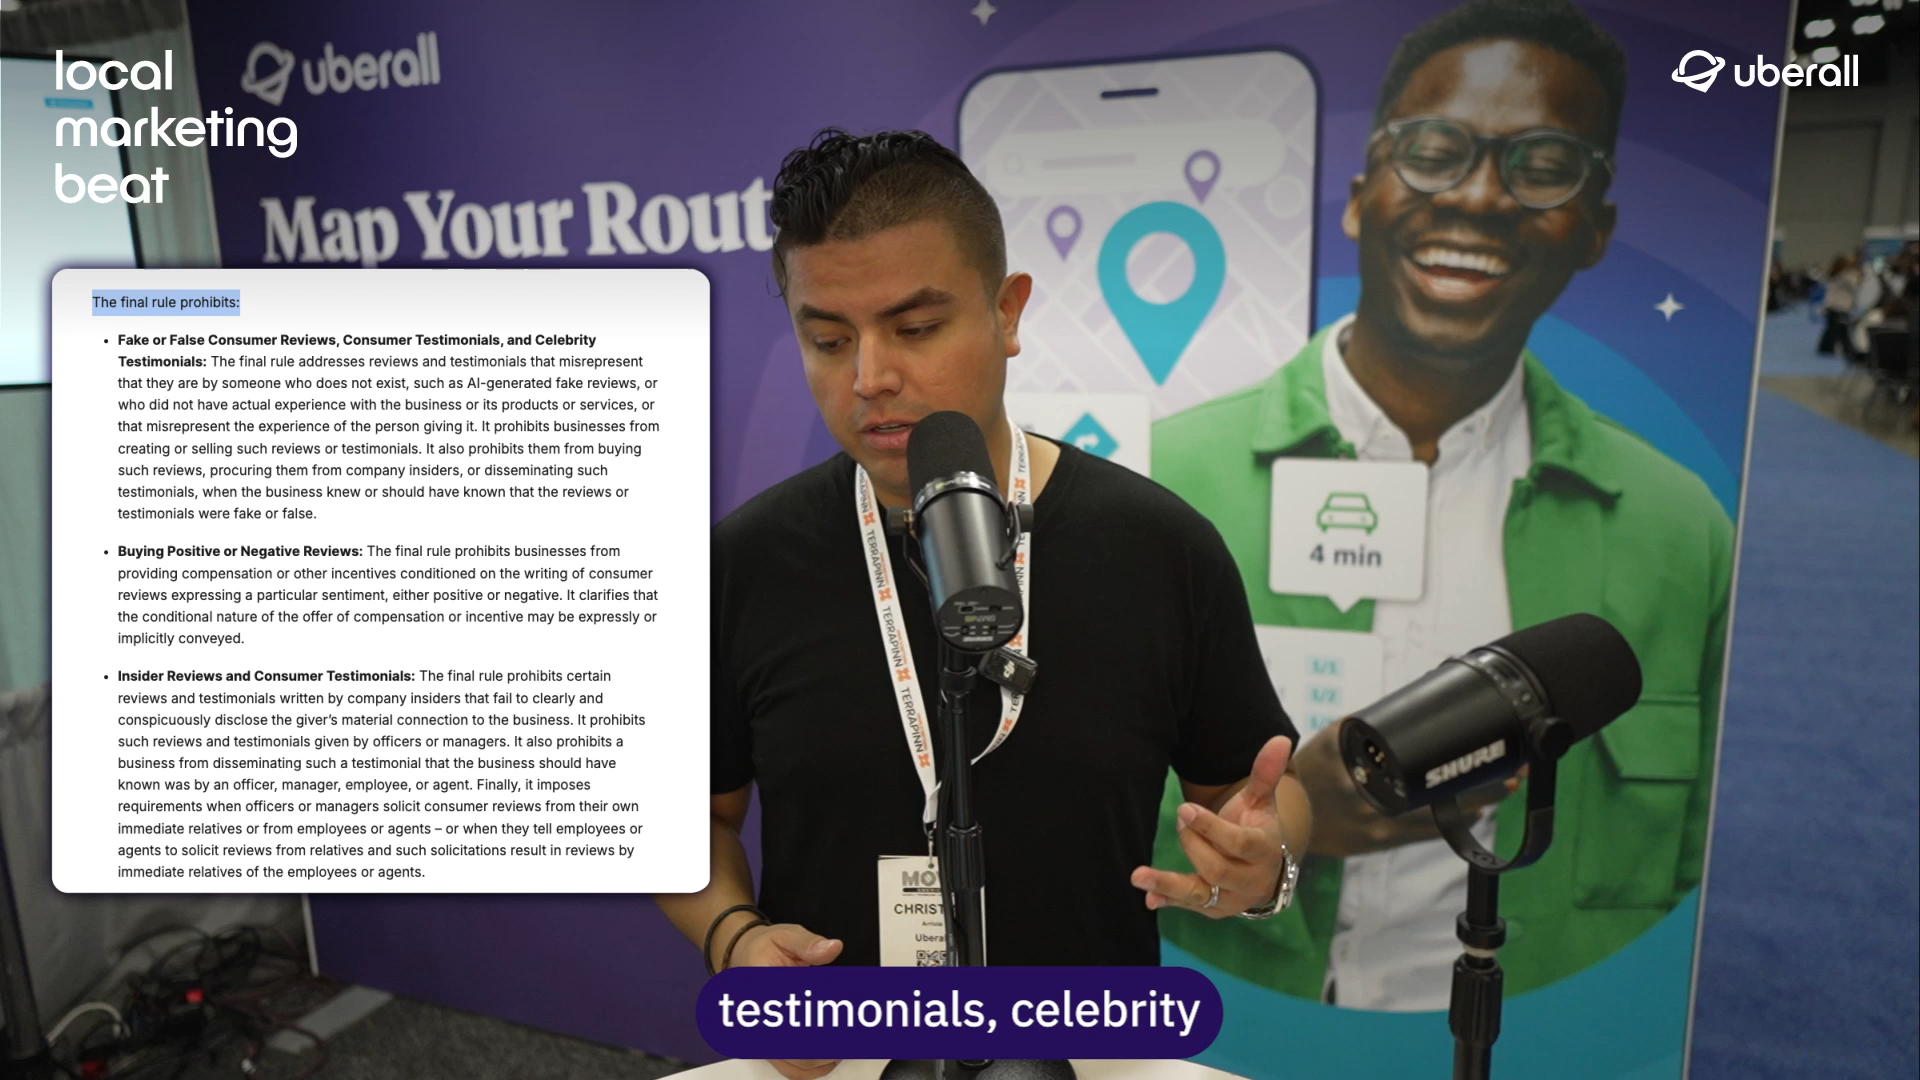 local
marketing
beat
uberall
uberall
Map Your Rout
The final rule prohibits:
• Fake or False Consumer Reviews, Consumer Testimonials, and Celebrity
Testimonials: The final rule addresses reviews and testimonials that misrepresent
that they are by someone who does not exist, such as AI-generated fake reviews, or
who did not have actual experience with the business or its products or services, or
that misrepresent the experience of the person giving it. It prohibits businesses from
creating or selling such reviews or testimonials. It also prohibits them from buying
such reviews, procuring them from company insiders, or disseminating such
testimonials, when the business knew or should have known that the reviews or
testimonials were fake or false.
• Buying Positive or Negative Reviews: The final rule prohibits businesses from
providing compensation or other incentives conditioned on the writing of consumer
reviews expressing a particular sentiment, either positive or negative. It clarifies that
the conditional nature of the offer of compensation or incentive may be expressly or
implicitly conveyed.
• Insider Reviews and Consumer Testimonials: The final rule prohibits certain
reviews and testimonials written by company insiders that fail to clearly and
conspicuously disclose the giver's material connection to the business. It prohibits
such reviews and testimonials given by officers or managers. It also prohibits a
business from disseminating such a testimonial that the business should have
known was by an officer, manager, employee, or agent. Finally, it imposes
requirements when officers or managers solicit consumer reviews from their own
immediate relatives or from employees or agents – or when they tell employees or
agents to solicit reviews from relatives and such solicitations result in reviews by
immediate relatives of the employees or agents.
4 min
1/1
1/2
SHURE
TERRAPINN
TERRAPINN
TERRAPINN
TERRAPINN
MO
CHRIST
Arriola
Uberal
testimonials, celebrity